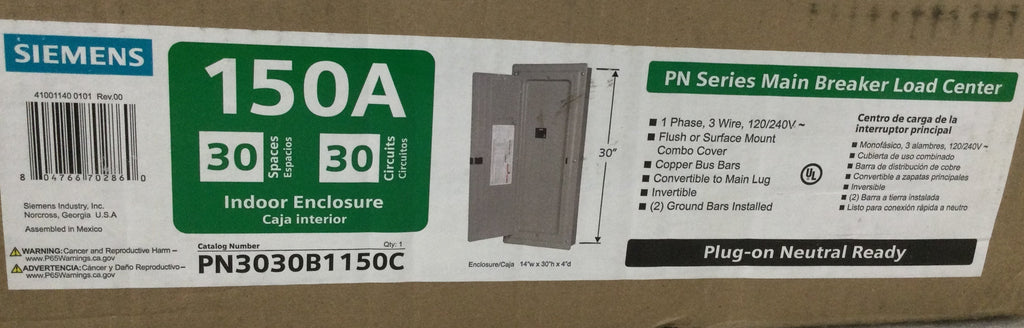 SIEMENS
41001140 0101 Rev.00
8 04766 70286 0
Siemens Industry, Inc.
Norcross, Georgia U.S.A
Assembled in Mexico
WARNING: Cancer and Reproductive Harm –
www.P65Warnings.ca.gov
ADVERTENCIA: Cáncer y Daño Reproductivo–
www.P65Warnings.ca.gov
150A
30
Spaces
Espacios
30
Circuits
Circuitos
Indoor Enclosure
Caja interior
Catalog Number
Qty: 1
PN3030B1150C
30"
Enclosure/Caja 14"w x 30"h x 4"d
PN Series Main Breaker Load Center
■ 1 Phase, 3 Wire, 120/240V ~
■ Flush or Surface Mount
Combo Cover
■ Copper Bus Bars
■ Convertible to Main Lug
■ Invertible
■ (2) Ground Bars Installed
UL
Centro de carga de la
interruptor principal
■ Monofásico, 3 alambres, 120/240V ~
■ Cubierta de uso combinado
■ Barra de distribución de cobre
■ Convertible a zapatas principales
■ Inversible
■ (2) Barra a tierra instalada
■ Listo para conexión rápida a neutro
Plug-on Neutral Ready